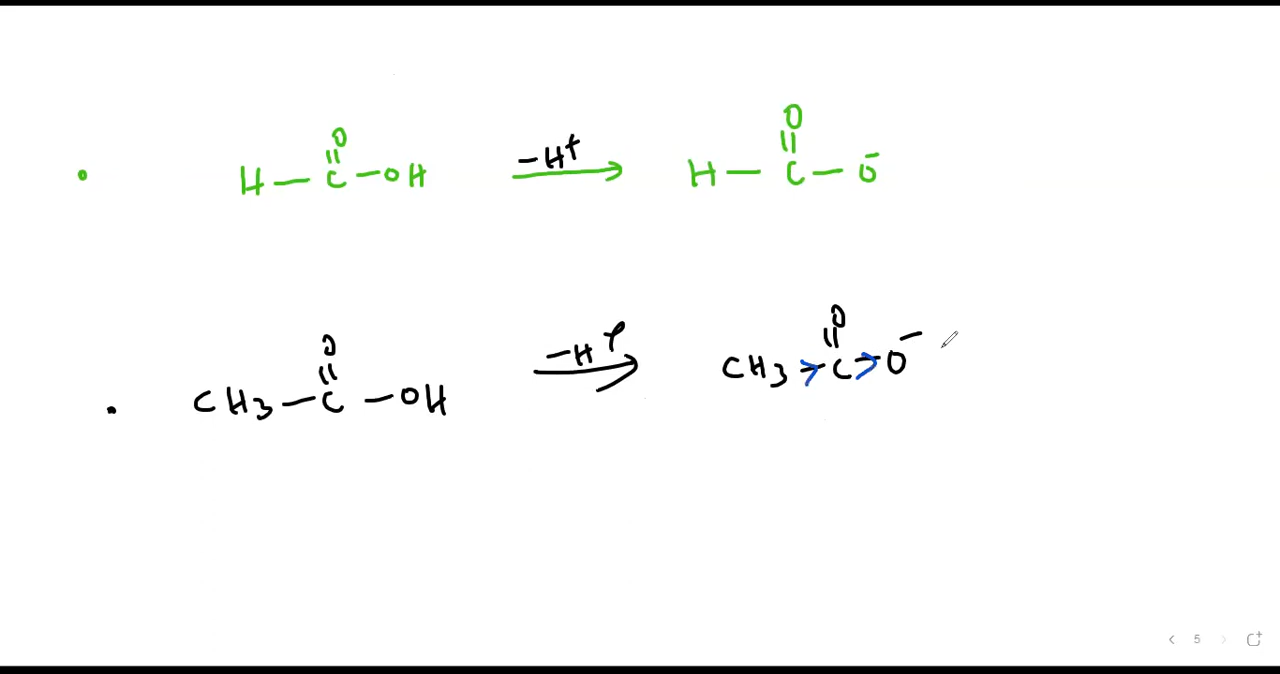 O O
|| -H+ ||
H — C — OH → H — C — O-
O O
|| -H+ ||
CH3 — C — OH → CH3 > C > O-
5